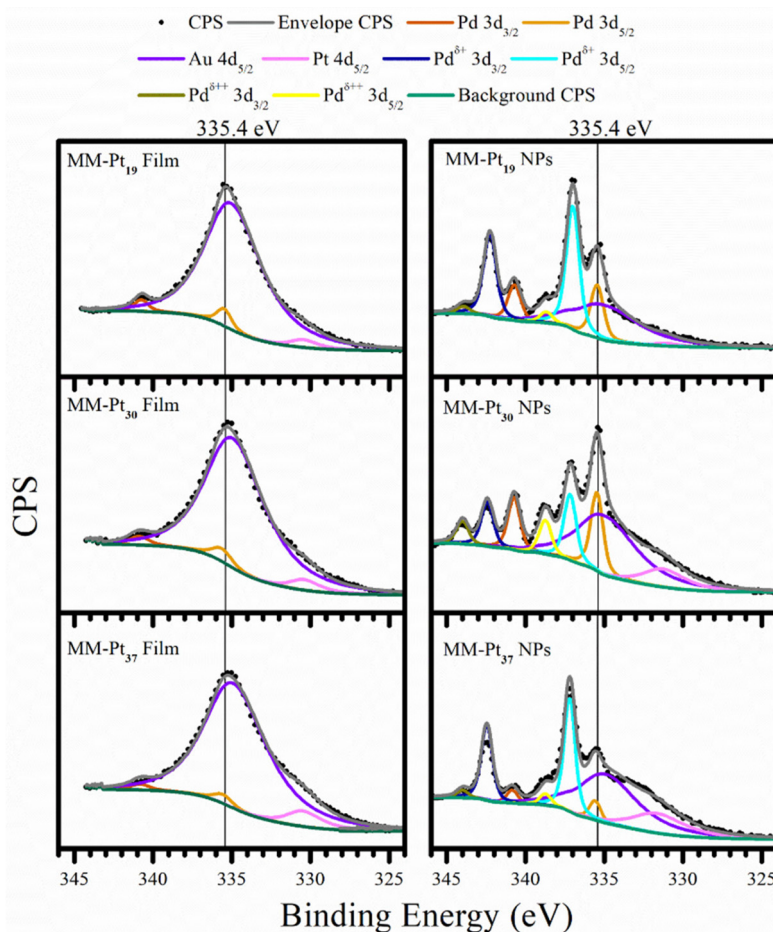 CPS Envelope CPS Pd 3d3/2 Pd 3d5/2
Au 4d5/2 Pt 4d5/2 Pdδ+ 3d3/2 Pdδ+ 3d5/2
Pdδ++ 3d3/2 Pdδ++ 3d5/2 Background CPS
335.4 eV 335.4 eV
MM-Pt19 Film MM-Pt19 NPs
MM-Pt30 Film MM-Pt30 NPs
MM-Pt37 Film MM-Pt37 NPs
CPS
345 340 335 330 325 345 340 335 330 325
Binding Energy (eV)